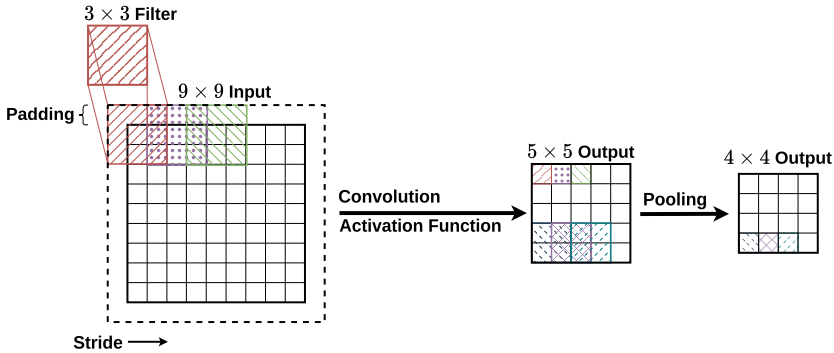 3 × 3 Filter
9 × 9 Input
Padding
5 × 5 Output
4 × 4 Output
Convolution
Pooling
Activation Function
Stride